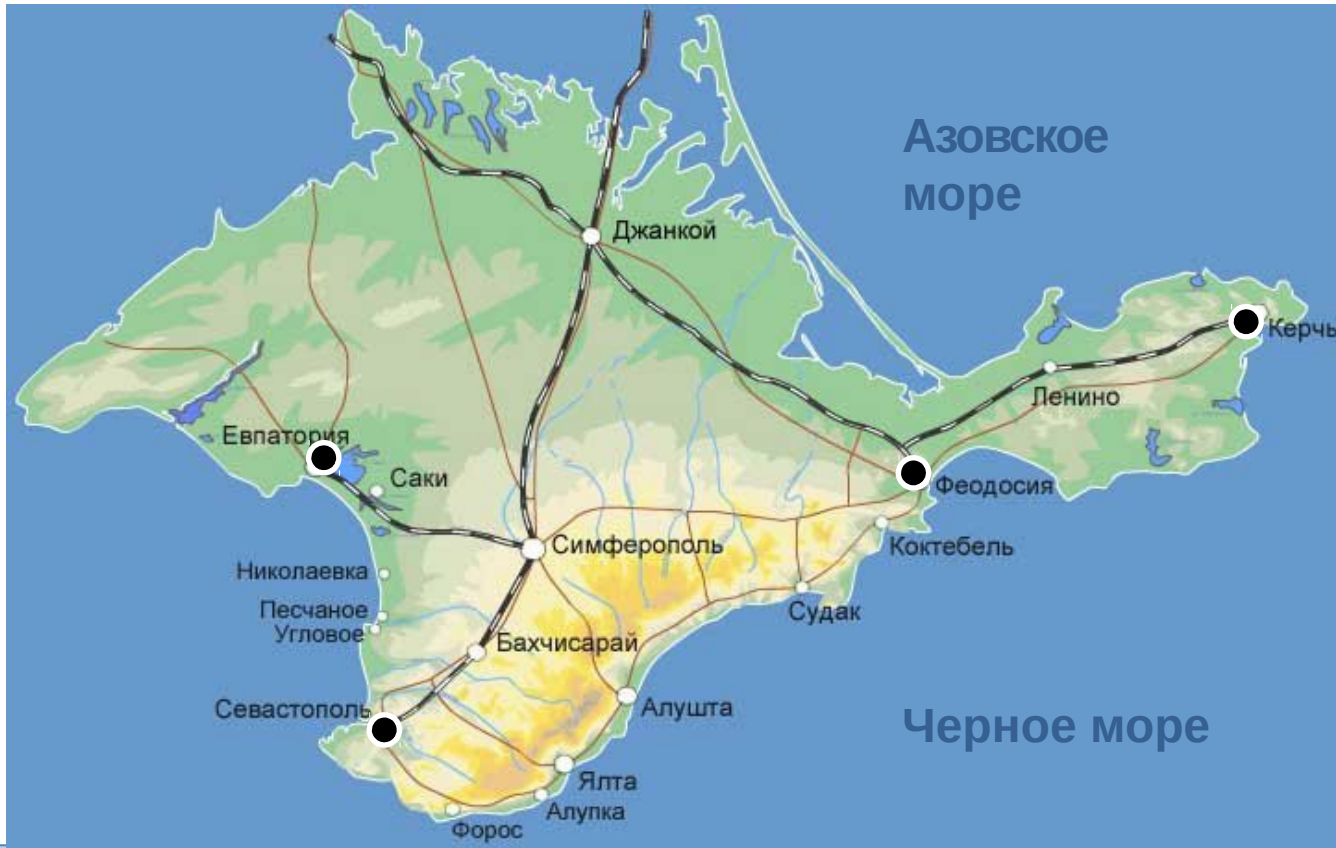 Азовское
море
Джанкой
Керчь
Ленино
Евпатория
Саки
Феодосия
Симферополь
Коктебель
Николаевка
Песчаное
Угловое
Судак
Бахчисарай
Севастополь
Алушта
Черное море
Ялта
Алупка
Форос